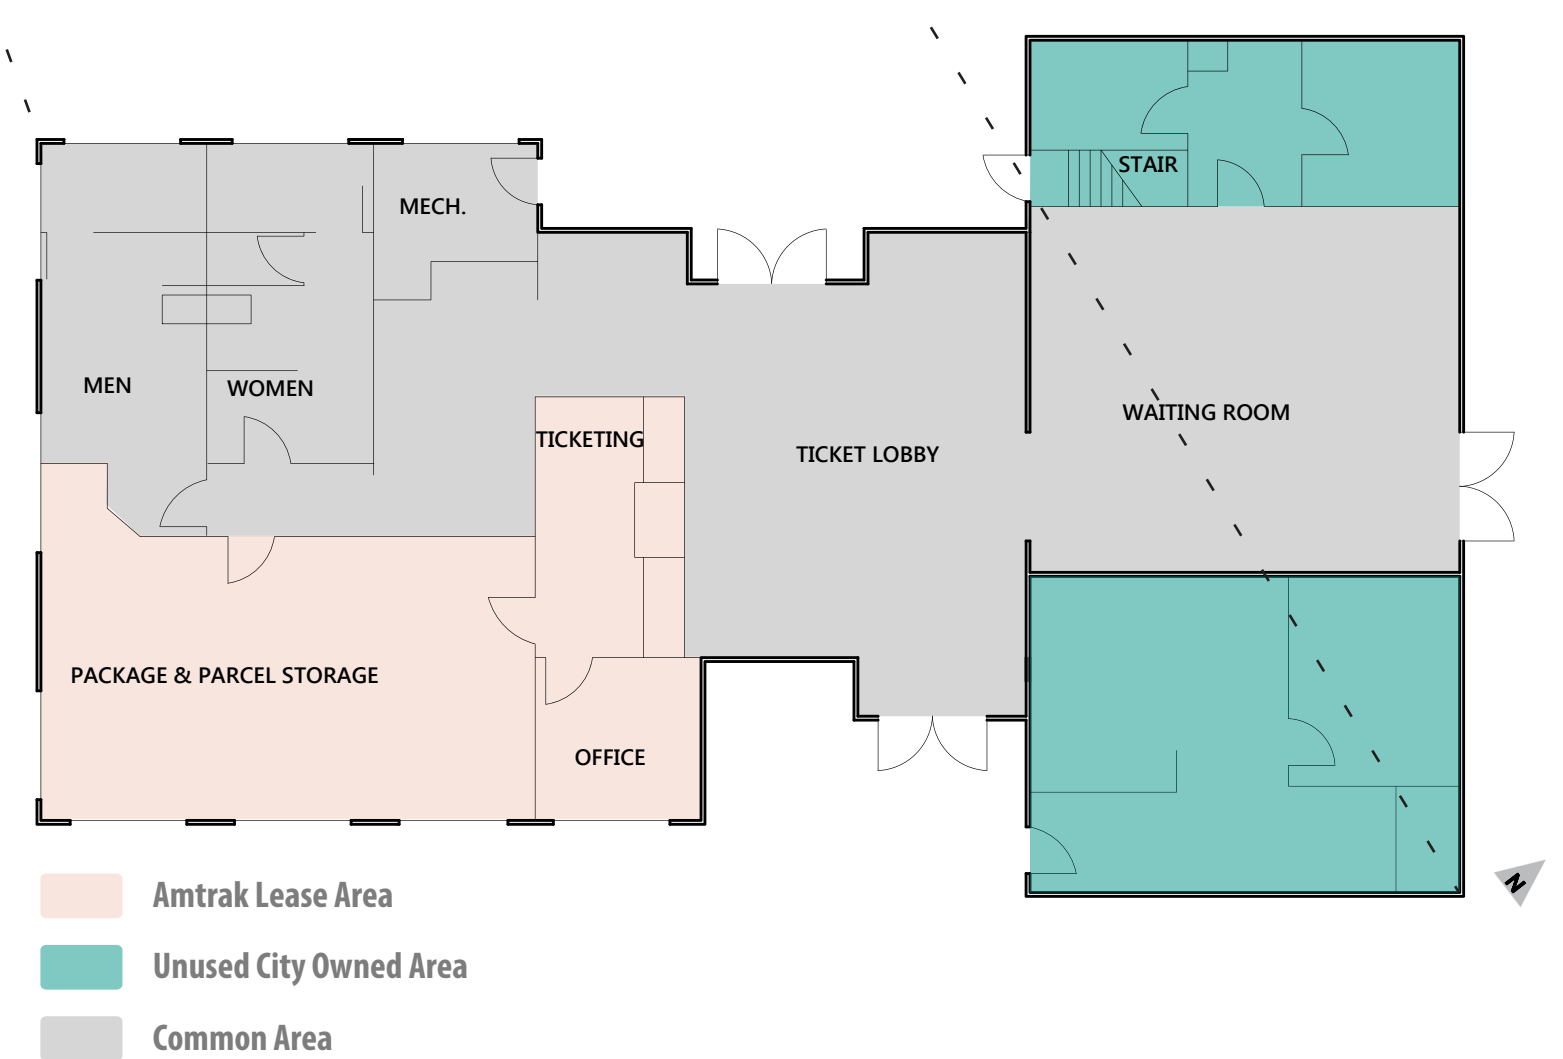 STAIR
MECH.
MEN
WOMEN
WAITING ROOM
TICKETING
TICKET LOBBY
PACKAGE & PARCEL STORAGE
OFFICE
N
Amtrak Lease Area
Unused City Owned Area
Common Area